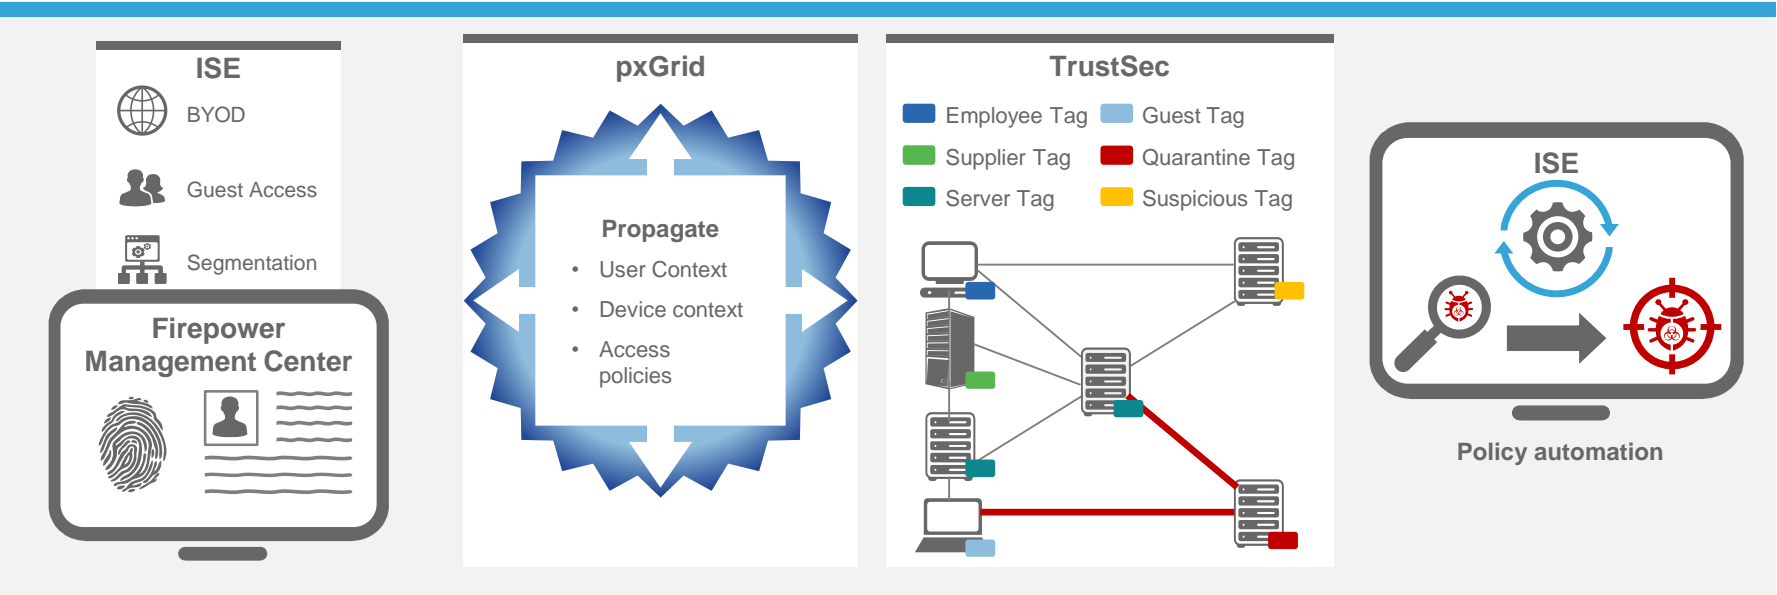 ISE
BYOD
Guest Access
Segmentation
Firepower
Management Center
pxGrid
Propagate
• User Context
• Device context
• Access
policies
TrustSec
Employee Tag
Guest Tag
Supplier Tag
Quarantine Tag
Server Tag
Suspicious Tag
ISE
Policy automation